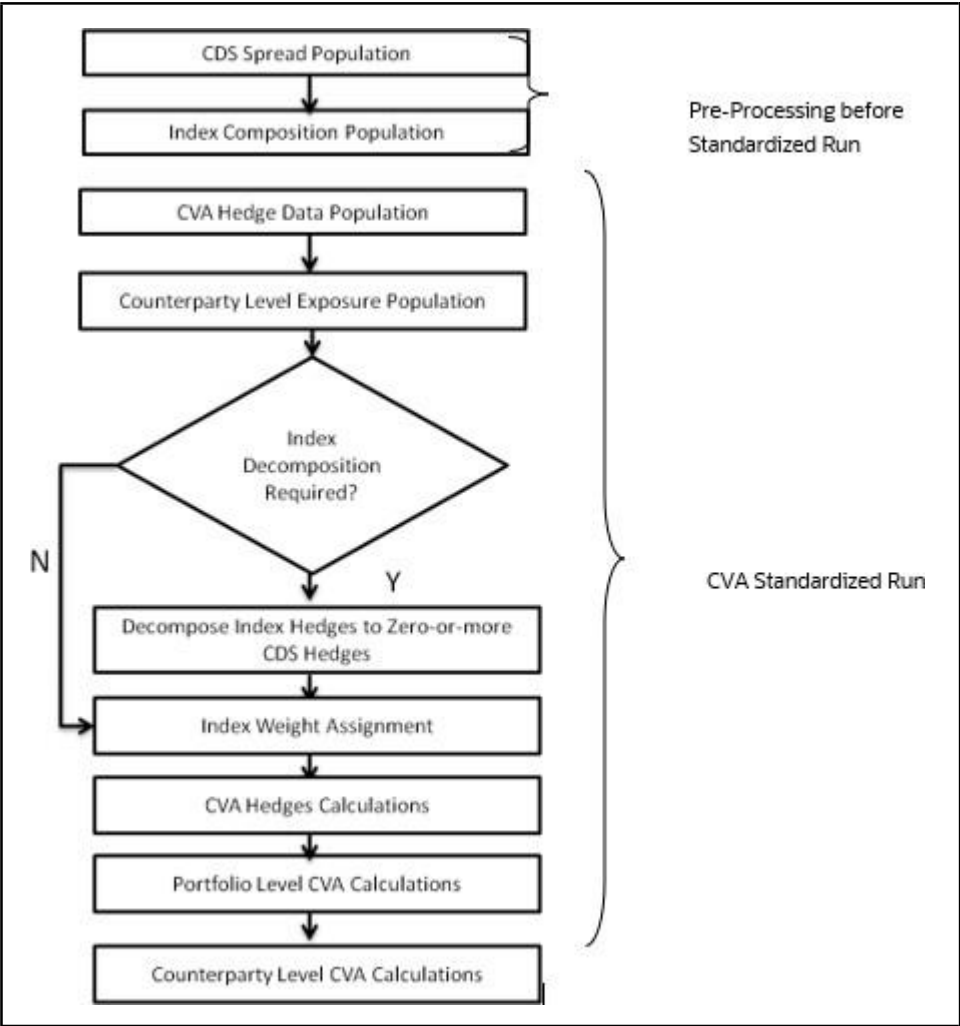 CDS Spread Population
Index Composition Population
Pre-Processing before
Standardized Run
CVA Hedge Data Population
Counterparty Level Exposure Population
Index
Decomposition
Required?
N
Y
CVA Standardized Run
Decompose Index Hedges to Zero-or-more
CDS Hedges
Index Weight Assignment
CVA Hedges Calculations
Portfolio Level CVA Calculations
Counterparty Level CVA Calculations